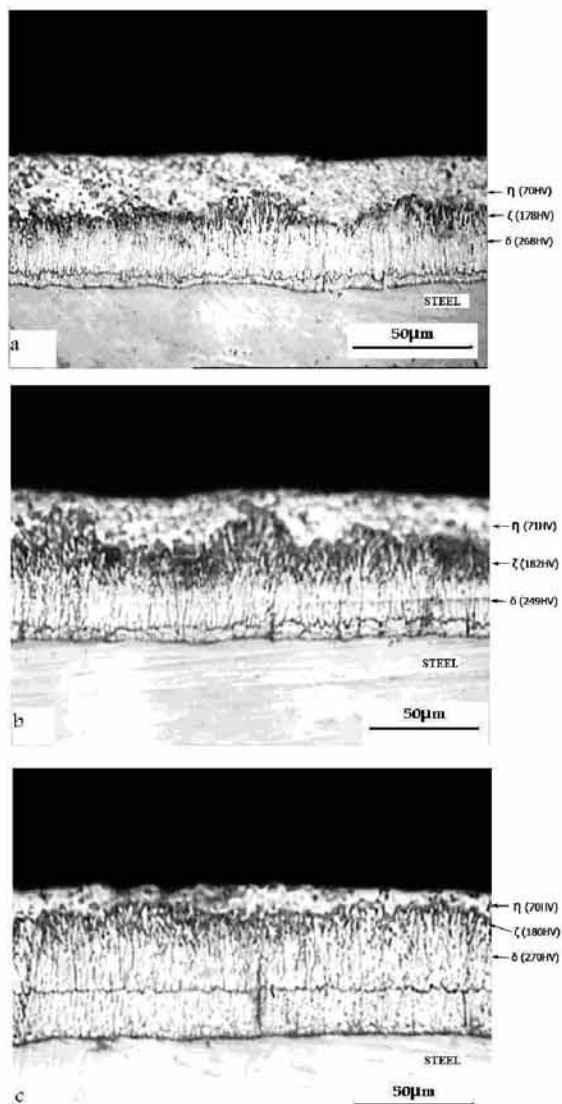 η (70HV)
ζ (178HV)
δ (268HV)
STEEL
50μm
a
η (71HV)
ζ (182HV)
δ (249HV)
STEEL
50μm
b
η (70HV)
ζ (180HV)
δ (270HV)
STEEL
50μm
c